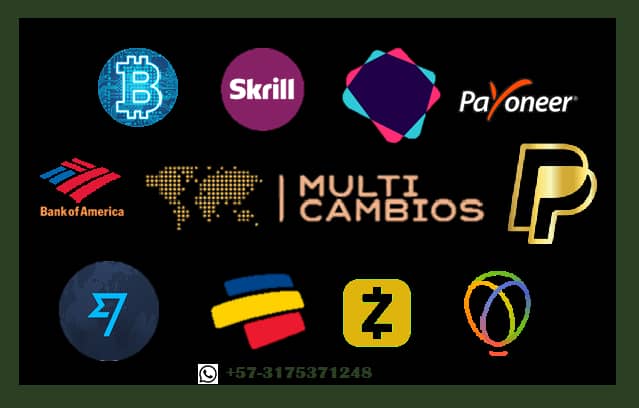 Skrill
Payoneer
Bank of America
MULTI
CAMBIOS
+57-3175371248